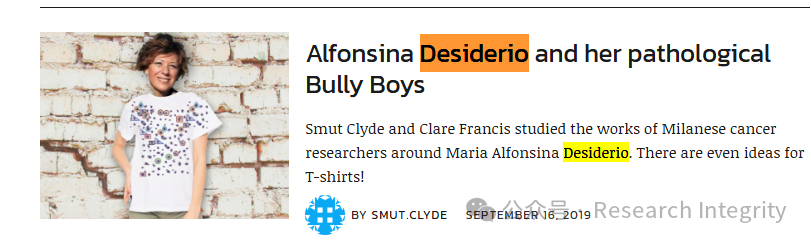 Alfonsina Desiderio and her pathological
Bully Boys
Smut Clyde and Clare Francis studied the works of Milanese cancer
researchers around Maria Alfonsina Desiderio. There are even ideas for
T-shirts!
BY SMUT.CLYDE SEPTEMBER 16, 2019
公众号 · Research Integrity